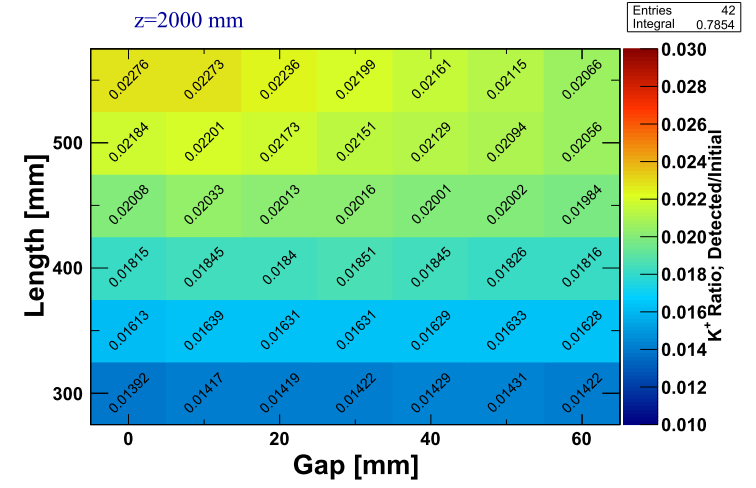 z=2000 mm
Entries 42
Integral 0.7854
0.02276 0.02273 0.02236 0.02199 0.02161 0.02115 0.02066
0.02184 0.02201 0.02173 0.02151 0.02129 0.02094 0.02056
0.02008 0.02033 0.02013 0.02016 0.02001 0.02002 0.01984
0.01815 0.01845 0.0184 0.01851 0.01845 0.01826 0.01816
0.01613 0.01639 0.01631 0.01631 0.01629 0.01633 0.01628
0.01392 0.01417 0.01419 0.01422 0.01429 0.01431 0.01422
500
400
300
Length [mm]
0 20 40 60
Gap [mm]
0.030
0.028
0.026
0.024
0.022
0.020
0.018
0.016
0.014
0.012
0.010
K⁺ Ratio; Detected/Initial